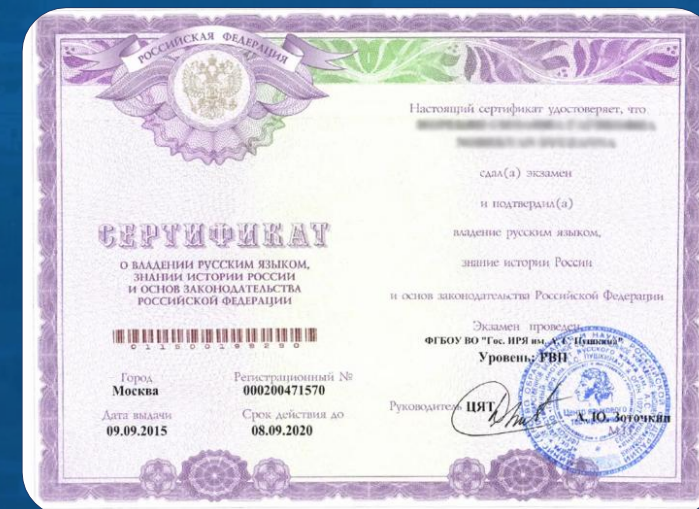 РОССИЙСКАЯ ФЕДЕРАЦИЯ
СЕРТИФИКАТ
О ВЛАДЕНИИ РУССКИМ ЯЗЫКОМ,
ЗНАНИИ ИСТОРИИ РОССИИ
И ОСНОВ ЗАКОНОДАТЕЛЬСТВА
РОССИЙСКОЙ ФЕДЕРАЦИИ
Город
Москва
Регистрационный №
000200471570
Дата выдачи
09.09.2015
Срок действия до
08.09.2020
Настоящий сертификат удостоверяет, что
сдал(а) экзамен
и подтвердил(а)
владение русским языком,
знание истории России
и основ законодательства Российской Федерации
Экзамен проведен
ФГБОУ ВО "Гос. ИРЯ им. А.С. Пушкина"
Уровень: РВП
Руководитель ЦЯТ
А.Ю. Зоточкин